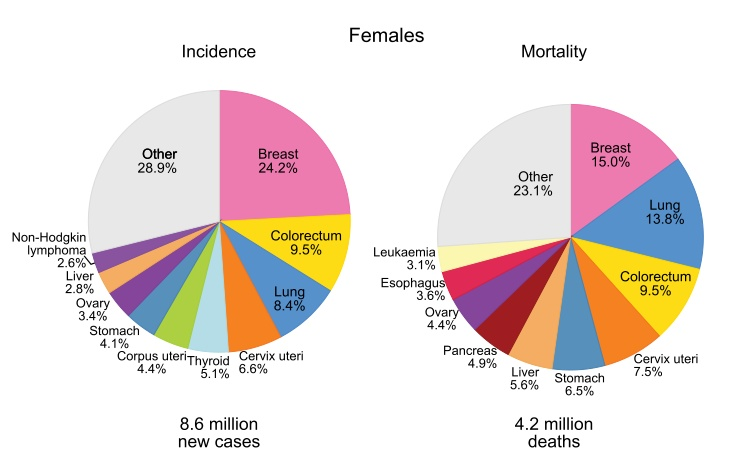 Females
Incidence
Other
28.9%
Breast
24.2%
Colorectum
9.5%
Lung
8.4%
Cervix uteri
6.6%
Thyroid
5.1%
Corpus uteri
4.4%
Stomach
4.1%
Ovary
3.4%
Liver
2.8%
Non-Hodgkin
lymphoma
2.6%
8.6 million
new cases
Mortality
Other
23.1%
Breast
15.0%
Lung
13.8%
Colorectum
9.5%
Cervix uteri
7.5%
Stomach
6.5%
Liver
5.6%
Pancreas
4.9%
Ovary
4.4%
Esophagus
3.6%
Leukaemia
3.1%
4.2 million
deaths